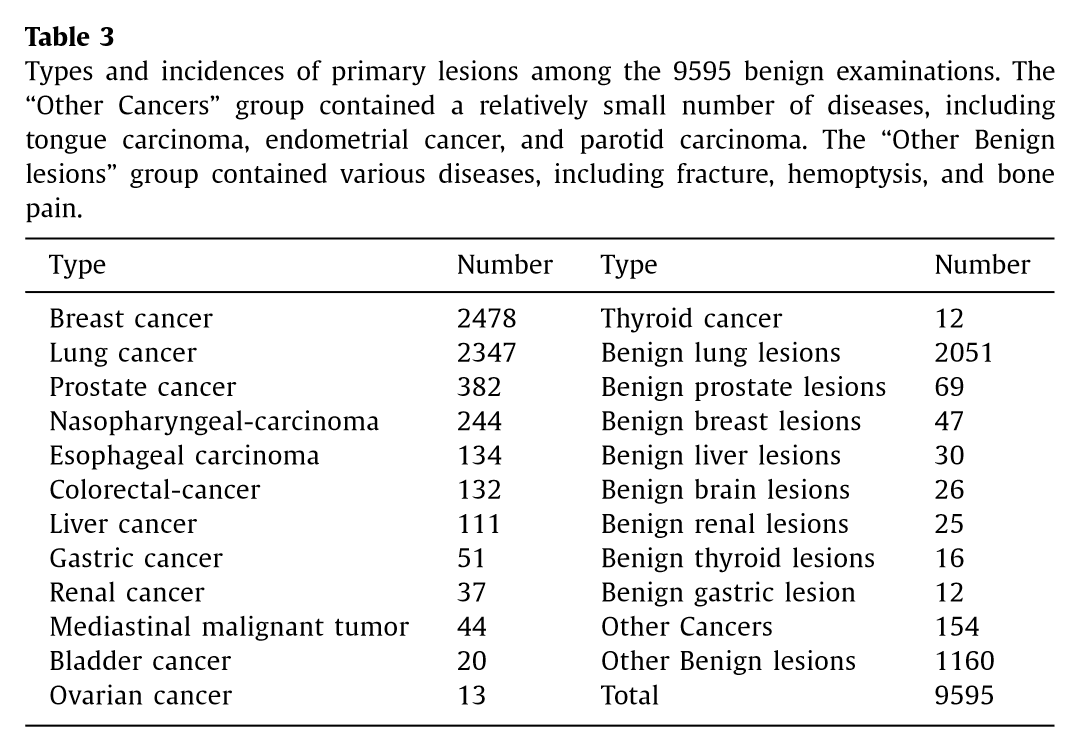 Table 3
Types and incidences of primary lesions among the 9595 benign examinations. The
“Other Cancers” group contained a relatively small number of diseases, including
tongue carcinoma, endometrial cancer, and parotid carcinoma. The “Other Benign
lesions” group contained various diseases, including fracture, hemoptysis, and bone
pain.
Type Number Type Number
Breast cancer 2478 Thyroid cancer 12
Lung cancer 2347 Benign lung lesions 2051
Prostate cancer 382 Benign prostate lesions 69
Nasopharyngeal-carcinoma 244 Benign breast lesions 47
Esophageal carcinoma 134 Benign liver lesions 30
Colorectal-cancer 132 Benign brain lesions 26
Liver cancer 111 Benign renal lesions 25
Gastric cancer 51 Benign thyroid lesions 16
Renal cancer 37 Benign gastric lesion 12
Mediastinal malignant tumor 44 Other Cancers 154
Bladder cancer 20 Other Benign lesions 1160
Ovarian cancer 13 Total 9595